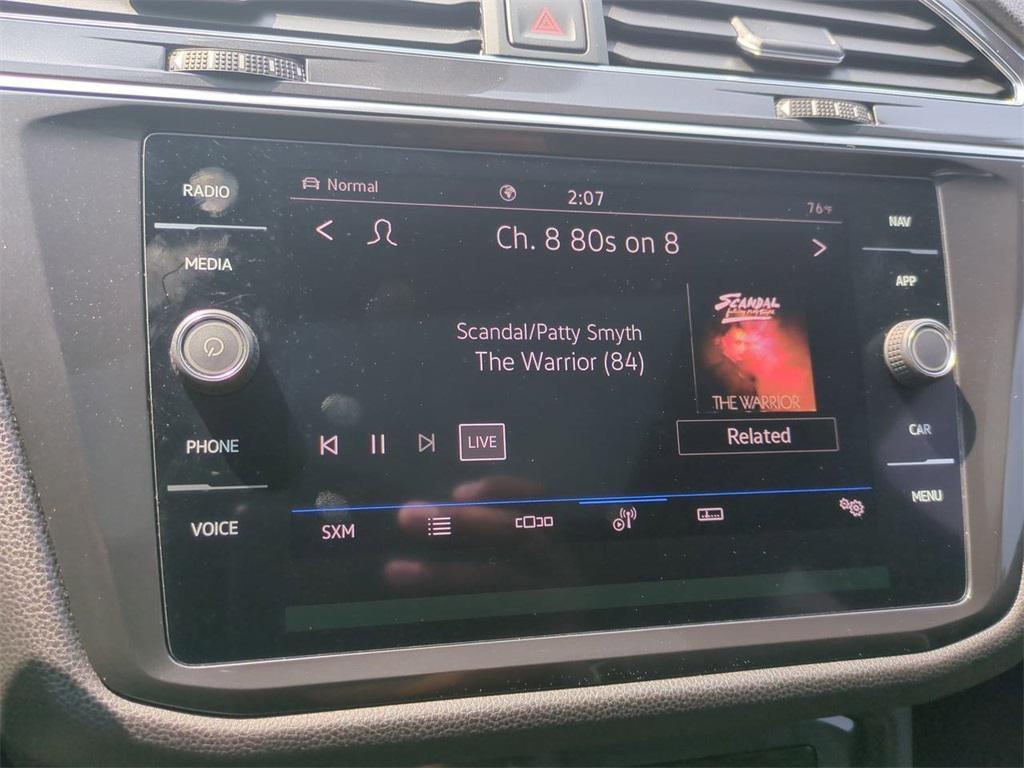 RADIO
MEDIA
PHONE
VOICE
Normal
2:07
76°F
Ch. 8 80s on 8
Scandal/Patty Smyth
The Warrior (84)
SCANDAL
THE WARRIOR
Related
LIVE
SXM
NAV
APP
CAR
MENU